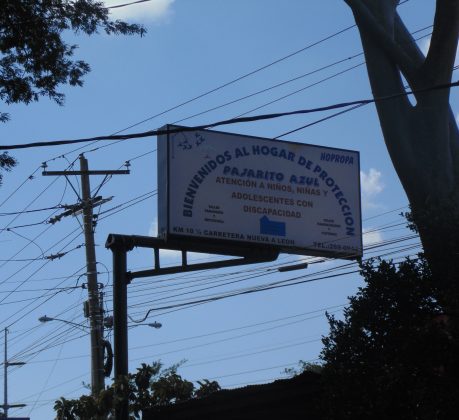 HOPROPA
BIENVENIDOS AL HOGAR DE PROTECCION
PAJARITO AZUL
ATENCIÓN A NIÑOS, NIÑAS Y
ADOLESCENTES CON
DISCAPACIDAD
KM 10 ½ CARRETERA NUEVA A LEON
TEL.: